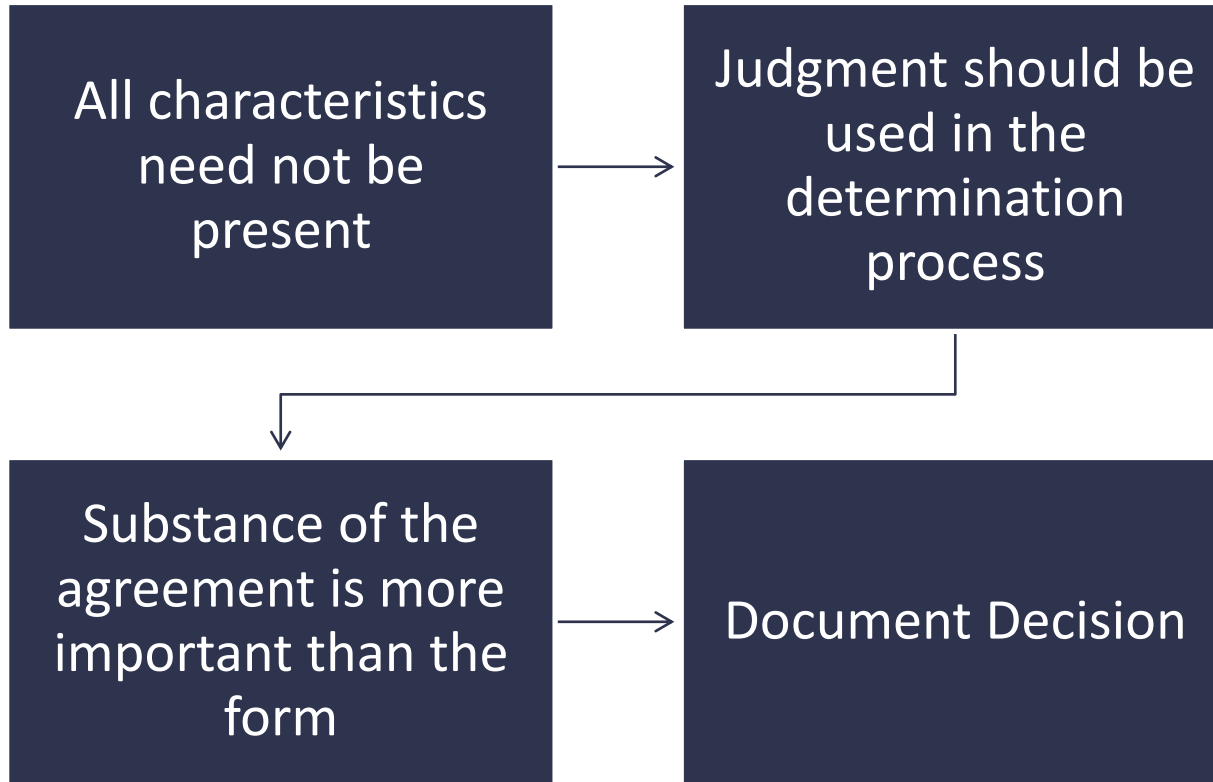 All characteristics
need not be
present
Judgment should be
used in the
determination
process
Substance of the
agreement is more
important than the
form
Document Decision